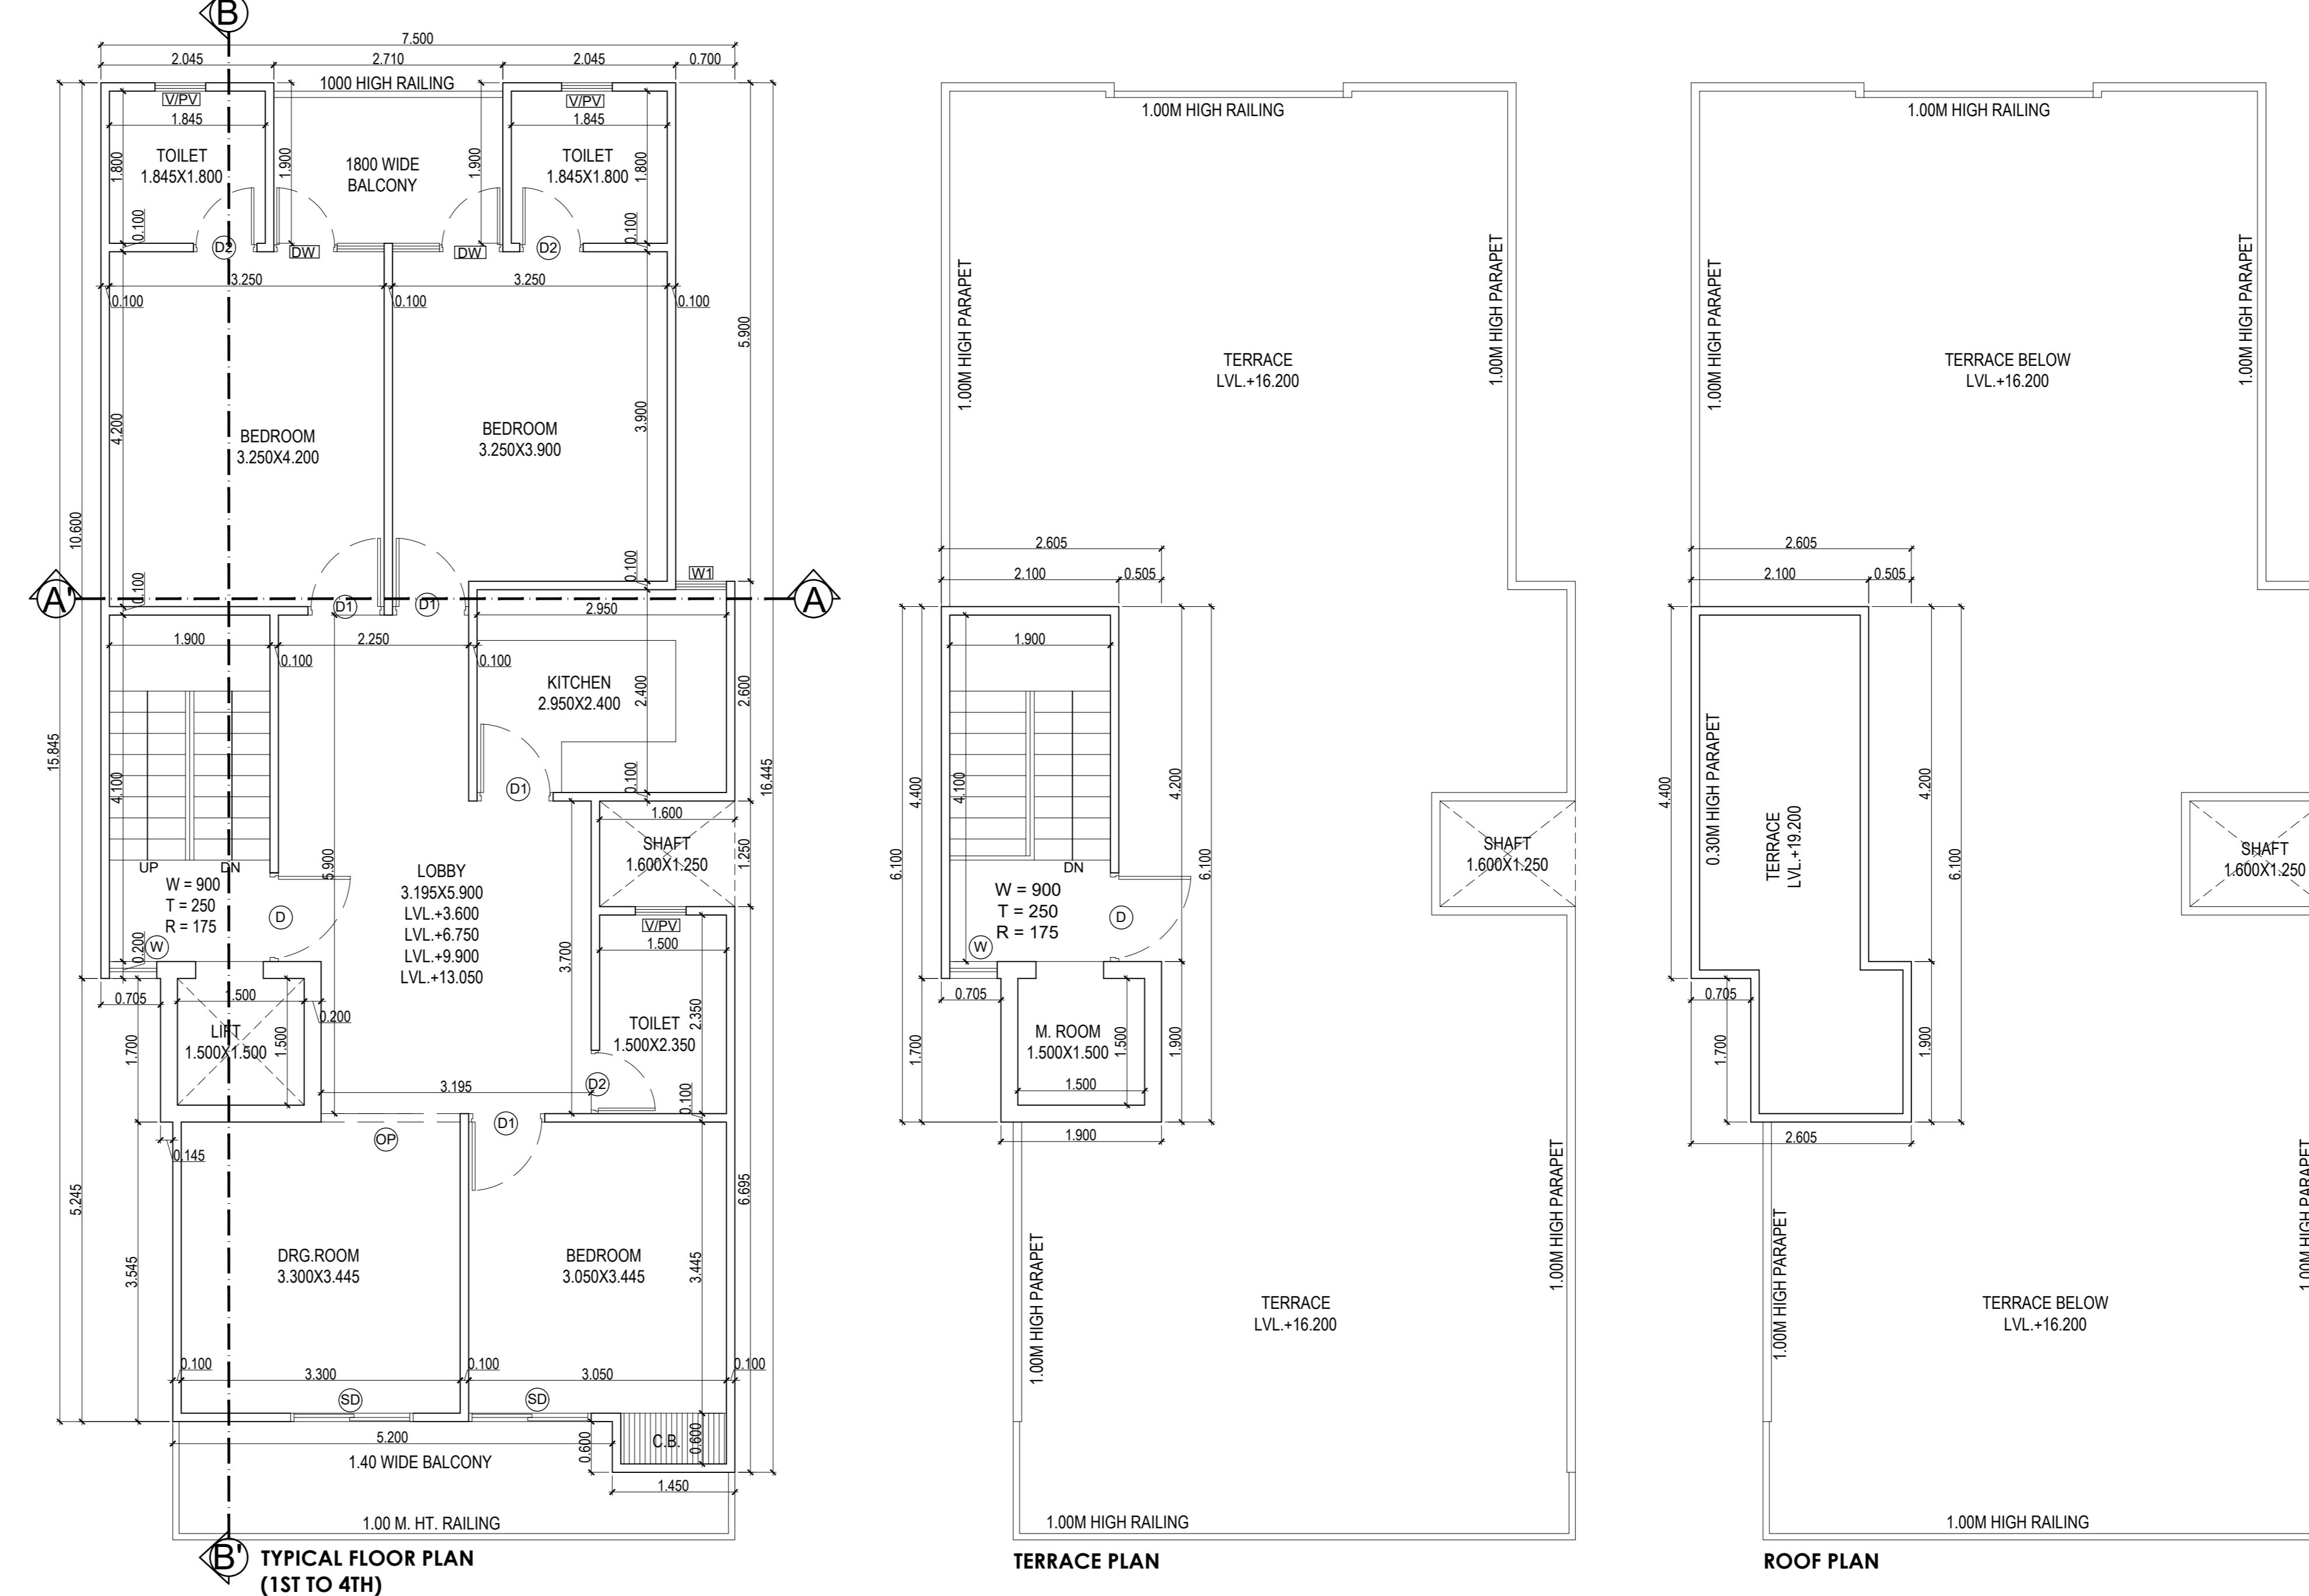 B
7.500
2.045
2.710
2.045
0.700
1000 HIGH RAILING
V/PV
1.845
V/PV
1.845
1.800
TOILET
1.845X1.800
1.900
1800 WIDE
BALCONY
1.900
TOILET
1.845X1.800
1.800
0.100
0.100
D2
DW
DW
D2
3.250
3.250
0.100
0.100
0.100
5.900
4.200
3.900
BEDROOM
3.250X4.200
BEDROOM
3.250X3.900
10.600
0.100
0.100
W1
A'
D1
D1
A
2.950
1.900
2.250
0.100
0.100
KITCHEN
2.950X2.400
2.400
2.600
15.845
4.100
0.100
16.445
D1
1.600
SHAFT
1.600X1.250
1.250
UP
DN
W = 900
T = 250
R = 175
5.900
LOBBY
3.195X5.900
LVL.+3.600
LVL.+6.750
LVL.+9.900
LVL.+13.050
D
V/PV
1.500
0.200
W
3.700
0.705
1.500
0.200
LIFT
1.500X1.500
1.500
1.700
TOILET
1.500X2.350
2.350
3.195
D2
0.100
D1
OP
0.145
5.245
6.695
DRG.ROOM
3.300X3.445
BEDROOM
3.050X3.445
3.545
3.445
0.100
3.300
0.100
3.050
0.100
SD
SD
5.200
0.600
C.B.
0.600
1.40 WIDE BALCONY
1.450
1.00 M. HT. RAILING
B'
TYPICAL FLOOR PLAN
(1ST TO 4TH)
1.00M HIGH RAILING
1.00M HIGH PARAPET
1.00M HIGH PARAPET
TERRACE
LVL.+16.200
2.605
2.100
0.505
1.900
4.400
4.100
4.200
6.100
6.100
SHAFT
1.600X1.250
DN
W = 900
T = 250
R = 175
D
W
0.705
M. ROOM
1.500X1.500
1.500
1.900
1.700
1.500
1.900
1.00M HIGH PARAPET
1.00M HIGH PARAPET
TERRACE
LVL.+16.200
1.00M HIGH RAILING
TERRACE PLAN
1.00M HIGH RAILING
1.00M HIGH PARAPET
1.00M HIGH PARAPET
TERRACE BELOW
LVL.+16.200
2.605
2.100
0.505
4.400
0.30M HIGH PARAPET
TERRACE
LVL.+19.200
4.200
6.100
SHAFT
1.600X1.250
0.705
1.700
1.900
2.605
1.00M HIGH PARAPET
1.00M HIGH PARAPET
TERRACE BELOW
LVL.+16.200
1.00M HIGH RAILING
ROOF PLAN